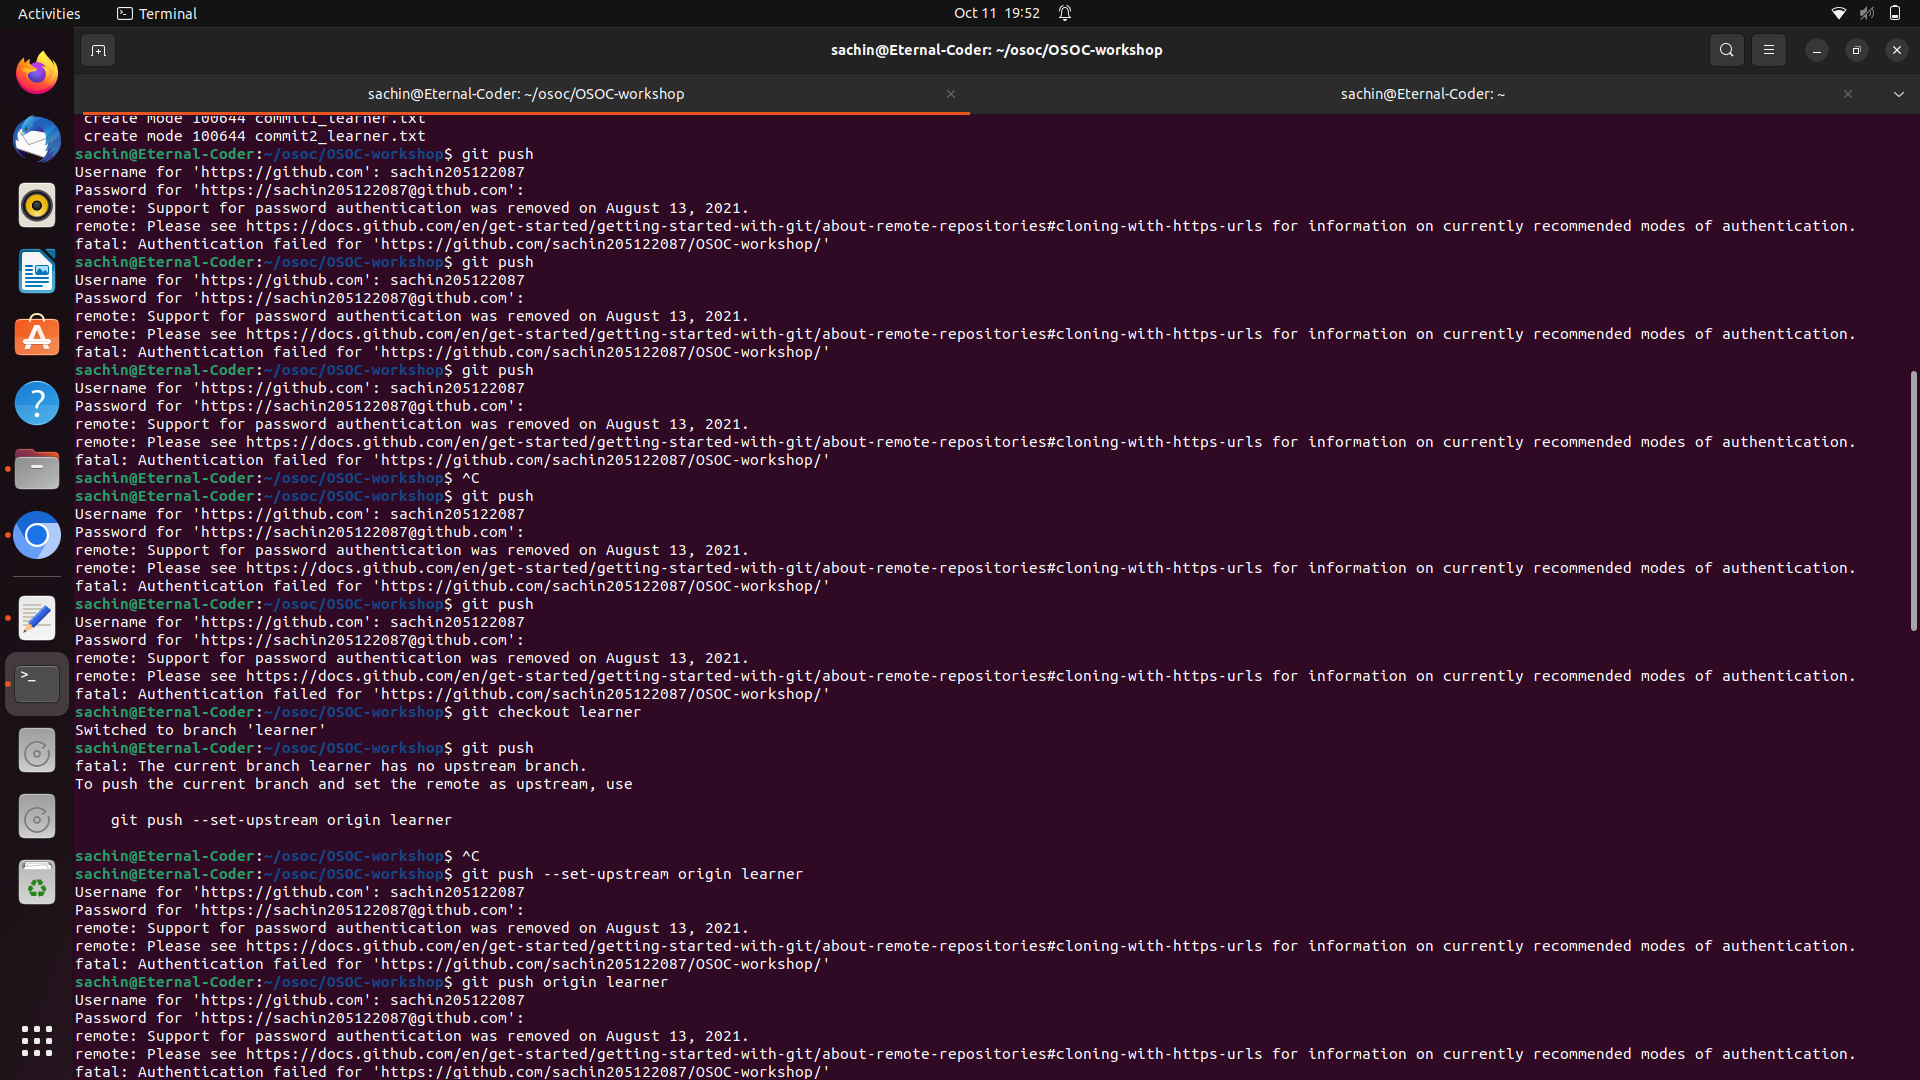 Activities
Terminal
Oct 11 19:52
sachin@Eternal-Coder: ~/osoc/OSOC-workshop
sachin@Eternal-Coder: ~/osoc/OSOC-workshop
sachin@Eternal-Coder: ~
create mode 100644 commit1_learner.txt
create mode 100644 commit2_learner.txt
sachin@Eternal-Coder:~/osoc/OSOC-workshop$ git push
Username for 'https://github.com': sachin205122087
Password for 'https://sachin205122087@github.com':
remote: Support for password authentication was removed on August 13, 2021.
remote: Please see https://docs.github.com/en/get-started/getting-started-with-git/about-remote-repositories#cloning-with-https-urls for information on currently recommended modes of authentication.
fatal: Authentication failed for 'https://github.com/sachin205122087/OSOC-workshop/'
sachin@Eternal-Coder:~/osoc/OSOC-workshop$ git push
Username for 'https://github.com': sachin205122087
Password for 'https://sachin205122087@github.com':
remote: Support for password authentication was removed on August 13, 2021.
remote: Please see https://docs.github.com/en/get-started/getting-started-with-git/about-remote-repositories#cloning-with-https-urls for information on currently recommended modes of authentication.
fatal: Authentication failed for 'https://github.com/sachin205122087/OSOC-workshop/'
sachin@Eternal-Coder:~/osoc/OSOC-workshop$ git push
Username for 'https://github.com': sachin205122087
Password for 'https://sachin205122087@github.com':
remote: Support for password authentication was removed on August 13, 2021.
remote: Please see https://docs.github.com/en/get-started/getting-started-with-git/about-remote-repositories#cloning-with-https-urls for information on currently recommended modes of authentication.
fatal: Authentication failed for 'https://github.com/sachin205122087/OSOC-workshop/'
sachin@Eternal-Coder:~/osoc/OSOC-workshop$ ^C
sachin@Eternal-Coder:~/osoc/OSOC-workshop$ git push
Username for 'https://github.com': sachin205122087
Password for 'https://sachin205122087@github.com':
remote: Support for password authentication was removed on August 13, 2021.
remote: Please see https://docs.github.com/en/get-started/getting-started-with-git/about-remote-repositories#cloning-with-https-urls for information on currently recommended modes of authentication.
fatal: Authentication failed for 'https://github.com/sachin205122087/OSOC-workshop/'
sachin@Eternal-Coder:~/osoc/OSOC-workshop$ git push
Username for 'https://github.com': sachin205122087
Password for 'https://sachin205122087@github.com':
remote: Support for password authentication was removed on August 13, 2021.
remote: Please see https://docs.github.com/en/get-started/getting-started-with-git/about-remote-repositories#cloning-with-https-urls for information on currently recommended modes of authentication.
fatal: Authentication failed for 'https://github.com/sachin205122087/OSOC-workshop/'
sachin@Eternal-Coder:~/osoc/OSOC-workshop$ git checkout learner
Switched to branch 'learner'
sachin@Eternal-Coder:~/osoc/OSOC-workshop$ git push
fatal: The current branch learner has no upstream branch.
To push the current branch and set the remote as upstream, use
git push --set-upstream origin learner
sachin@Eternal-Coder:~/osoc/OSOC-workshop$ ^C
sachin@Eternal-Coder:~/osoc/OSOC-workshop$ git push --set-upstream origin learner
Username for 'https://github.com': sachin205122087
Password for 'https://sachin205122087@github.com':
remote: Support for password authentication was removed on August 13, 2021.
remote: Please see https://docs.github.com/en/get-started/getting-started-with-git/about-remote-repositories#cloning-with-https-urls for information on currently recommended modes of authentication.
fatal: Authentication failed for 'https://github.com/sachin205122087/OSOC-workshop/'
sachin@Eternal-Coder:~/osoc/OSOC-workshop$ git push origin learner
Username for 'https://github.com': sachin205122087
Password for 'https://sachin205122087@github.com':
remote: Support for password authentication was removed on August 13, 2021.
remote: Please see https://docs.github.com/en/get-started/getting-started-with-git/about-remote-repositories#cloning-with-https-urls for information on currently recommended modes of authentication.
fatal: Authentication failed for 'https://github.com/sachin205122087/OSOC-workshop/'